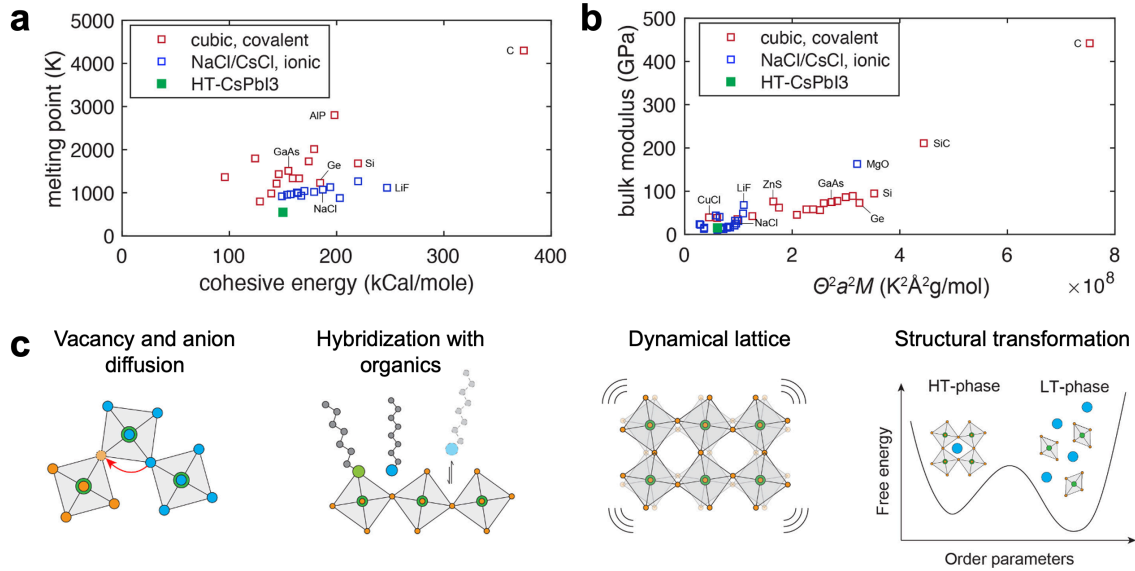 a
5000
4000
3000
2000
1000
0
melting point (K)
cubic, covalent
NaCl/CsCl, ionic
HT-CsPbI3
C
AlP
GaAs
Ge
Si
LiF
NaCl
0
100
200
300
400
cohesive energy (kCal/mole)
b
500
400
300
200
100
0
bulk modulus (GPa)
cubic, covalent
NaCl/CsCl, ionic
HT-CsPbI3
C
SiC
MgO
CuCl
LiF
ZnS
GaAs
Si
Ge
NaCl
0
2
4
6
8
Θ²a²M (K²Å²g/mol)
×10⁸
c
Vacancy and anion
diffusion
Hybridization with
organics
Dynamical lattice
Structural transformation
HT-phase
LT-phase
Free energy
Order parameters